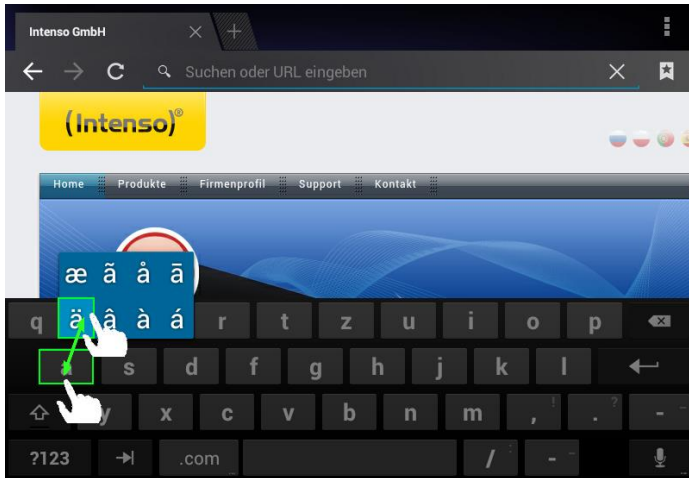 Intenso GmbH
Suchen oder URL eingeben
(Intenso)®
Home Produkte Firmenprofil Support Kontakt
æ ã å ā
ä â à á
q r t z u i o p
a s d f g h j k l
y x c v b n m , ! . ? - _
?123 .com / : - _